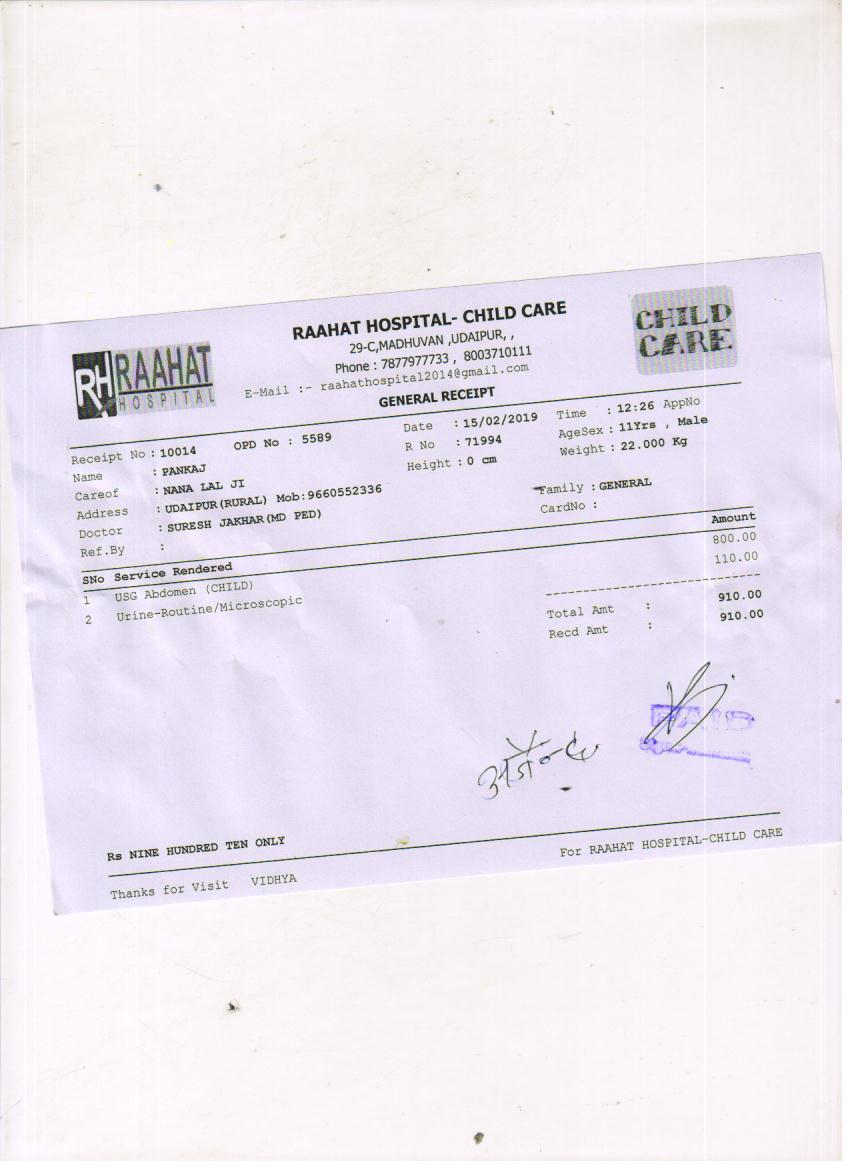 RAAHAT HOSPITAL- CHILD CARE
29-C,MADHUVAN ,UDAIPUR, ,
Phone : 7877977733 , 8003710111
E-Mail :- raahathospital2014@gmail.com
RH RAAHAT
HOSPITAL
CHILD
CARE
GENERAL RECEIPT
Receipt No : 10014 OPD No : 5589 Date : 15/02/2019 Time : 12:26 AppNo
Name : PANKAJ R No : 71994 AgeSex : 11Yrs , Male
Careof : NANA LAL JI Height : 0 cm Weight : 22.000 Kg
Address : UDAIPUR(RURAL) Mob:9660552336
Doctor : SURESH JAKHAR(MD PED) Family : GENERAL
Ref.By : CardNo :
SNo Service Rendered Amount
1 USG Abdomen (CHILD) 800.00
2 Urine-Routine/Microscopic 110.00
Total Amt : 910.00
Recd Amt : 910.00
PAID
Rs NINE HUNDRED TEN ONLY
For RAAHAT HOSPITAL-CHILD CARE
Thanks for Visit VIDHYA